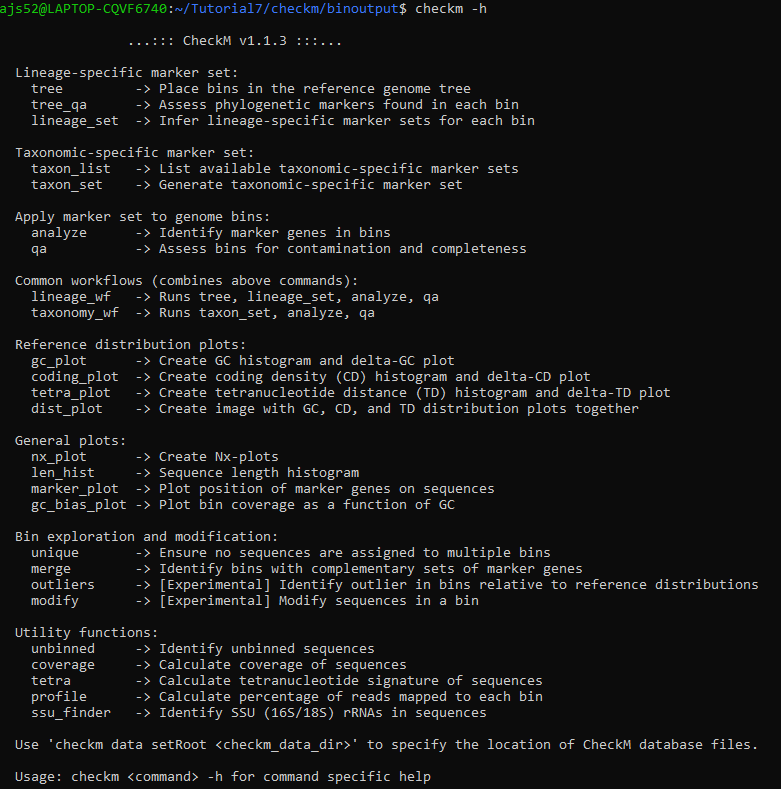 ajs52@LAPTOP-CQVF6740:~/Tutorial7/checkm/binoutput$ checkm -h
...::: CheckM v1.1.3 :::...
Lineage-specific marker set:
tree -> Place bins in the reference genome tree
tree_qa -> Assess phylogenetic markers found in each bin
lineage_set -> Infer lineage-specific marker sets for each bin
Taxonomic-specific marker set:
taxon_list -> List available taxonomic-specific marker sets
taxon_set -> Generate taxonomic-specific marker set
Apply marker set to genome bins:
analyze -> Identify marker genes in bins
qa -> Assess bins for contamination and completeness
Common workflows (combines above commands):
lineage_wf -> Runs tree, lineage_set, analyze, qa
taxonomy_wf -> Runs taxon_set, analyze, qa
Reference distribution plots:
gc_plot -> Create GC histogram and delta-GC plot
coding_plot -> Create coding density (CD) histogram and delta-CD plot
tetra_plot -> Create tetranucleotide distance (TD) histogram and delta-TD plot
dist_plot -> Create image with GC, CD, and TD distribution plots together
General plots:
nx_plot -> Create Nx-plots
len_hist -> Sequence length histogram
marker_plot -> Plot position of marker genes on sequences
gc_bias_plot -> Plot bin coverage as a function of GC
Bin exploration and modification:
unique -> Ensure no sequences are assigned to multiple bins
merge -> Identify bins with complementary sets of marker genes
outliers -> [Experimental] Identify outlier in bins relative to reference distributions
modify -> [Experimental] Modify sequences in a bin
Utility functions:
unbinned -> Identify unbinned sequences
coverage -> Calculate coverage of sequences
tetra -> Calculate tetranucleotide signature of sequences
profile -> Calculate percentage of reads mapped to each bin
ssu_finder -> Identify SSU (16S/18S) rRNAs in sequences
Use 'checkm data setRoot <checkm_data_dir>' to specify the location of CheckM database files.
Usage: checkm <command> -h for command specific help